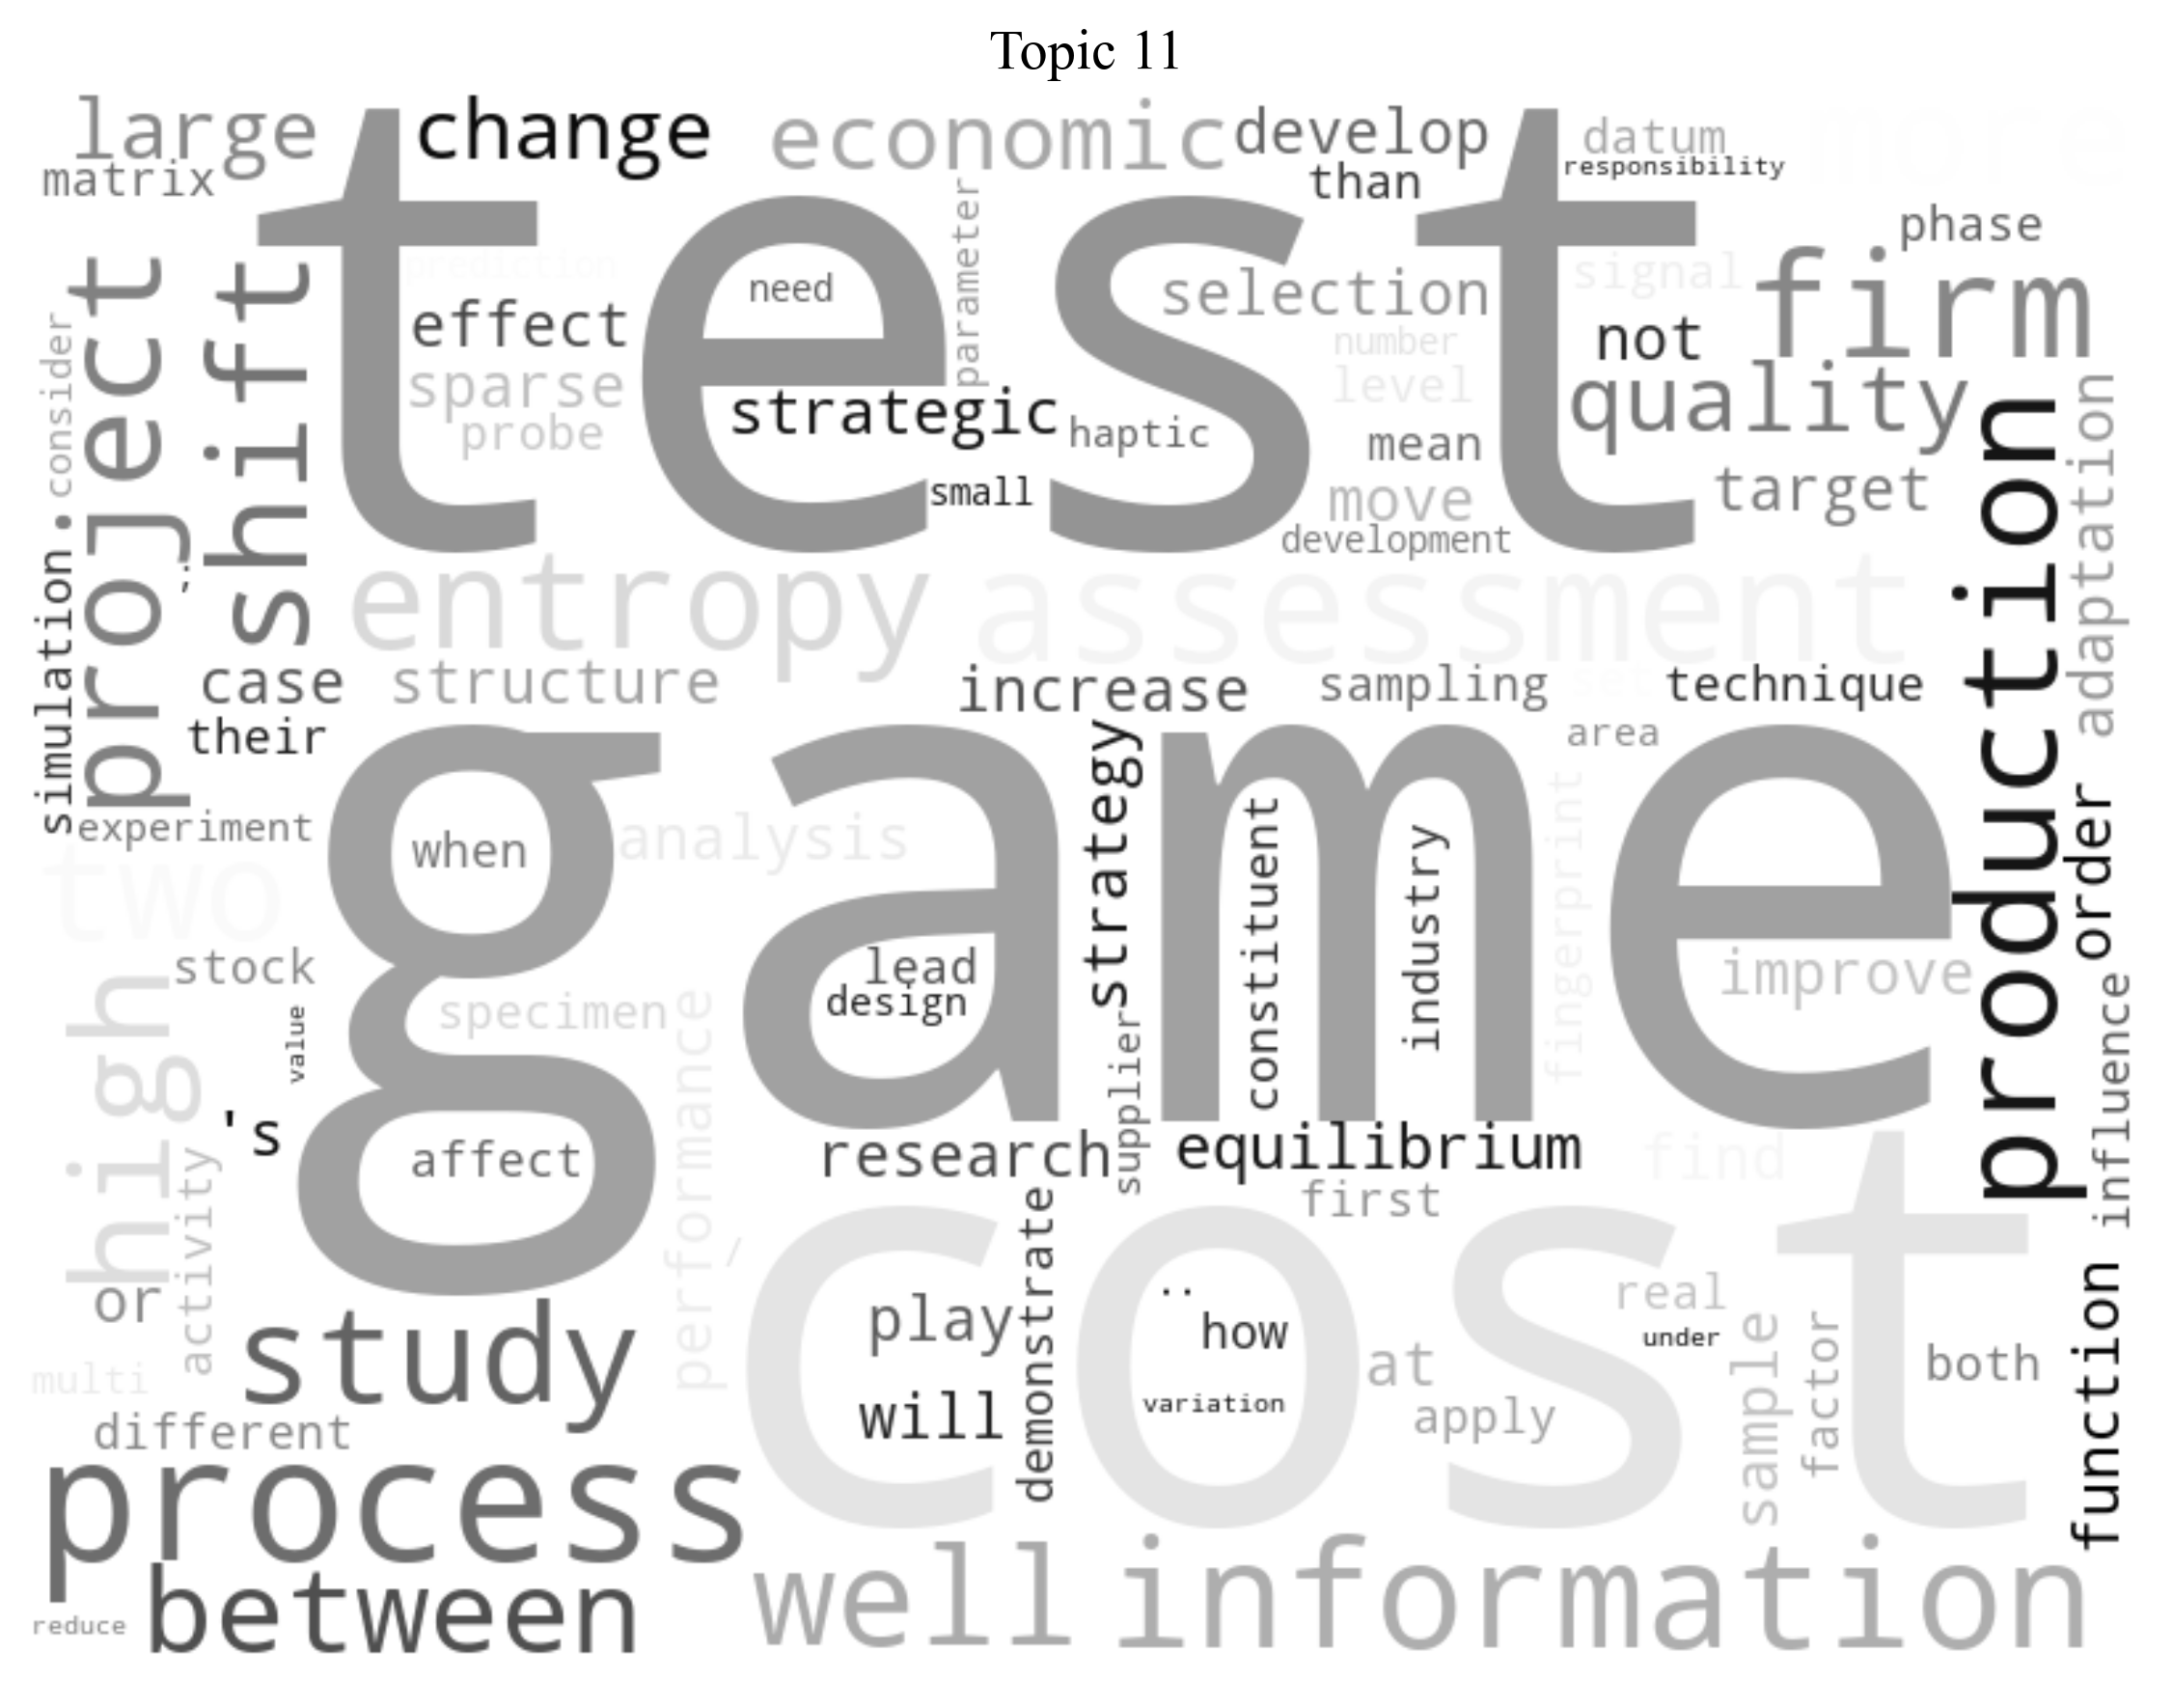 Topic 11
large
change
economic
develop
datum
matrix
than
responsibility
test
parameter
phase
prediction
need
selection
signal
firm
effect
number
not
sparse
level
quality
probe
strategic
haptic
mean
target
small
move
development
consider
project
shift
:
simulation
;
entropy
assessment
production
adaptation
case
structure
increase
sampling
set
technique
their
area
game
experiment
when
analysis
strategy
constituent
industry
fingerprint
order
two
stock
lead
design
improve
specimen
value
high
performance
supplier
influence
's
affect
research
equilibrium
find
activity
first
cost
/
or
demonstrate
play
..
how
real
under
study
at
sample
factor
both
function
multi
will
variation
apply
different
process
well
information
between
reduce